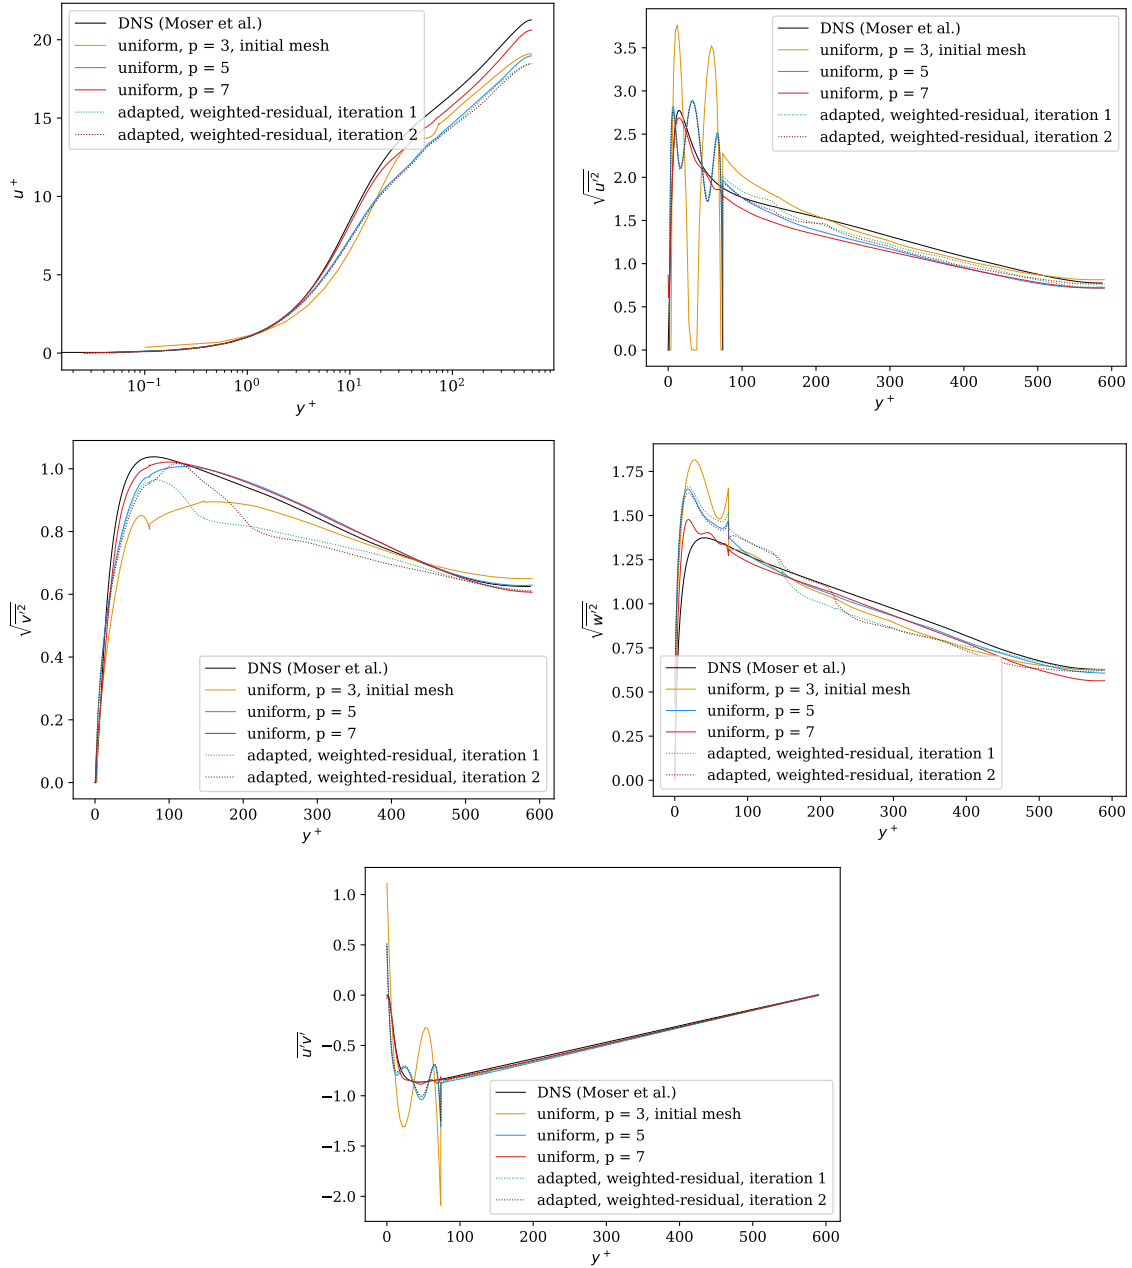 DNS (Moser et al.)
uniform, p = 3, initial mesh
uniform, p = 5
uniform, p = 7
adapted, weighted-residual, iteration 1
adapted, weighted-residual, iteration 2
20
15
10
5
0
u⁺
10⁻¹
10⁰
10¹
10²
y⁺
DNS (Moser et al.)
uniform, p = 3, initial mesh
uniform, p = 5
uniform, p = 7
adapted, weighted-residual, iteration 1
adapted, weighted-residual, iteration 2
3.5
3.0
2.5
2.0
1.5
1.0
0.5
0.0
√u′²
0 100 200 300 400 500 600
y⁺
1.0
0.8
0.6
0.4
0.2
0.0
√v′²
DNS (Moser et al.)
uniform, p = 3, initial mesh
uniform, p = 5
uniform, p = 7
adapted, weighted-residual, iteration 1
adapted, weighted-residual, iteration 2
0 100 200 300 400 500 600
y⁺
1.75
1.50
1.25
1.00
0.75
0.50
0.25
0.00
√w′²
DNS (Moser et al.)
uniform, p = 3, initial mesh
uniform, p = 5
uniform, p = 7
adapted, weighted-residual, iteration 1
adapted, weighted-residual, iteration 2
0 100 200 300 400 500 600
y⁺
1.0
0.5
0.0
−0.5
−1.0
−1.5
−2.0
u′v′
DNS (Moser et al.)
uniform, p = 3, initial mesh
uniform, p = 5
uniform, p = 7
adapted, weighted-residual, iteration 1
adapted, weighted-residual, iteration 2
0 100 200 300 400 500 600
y⁺